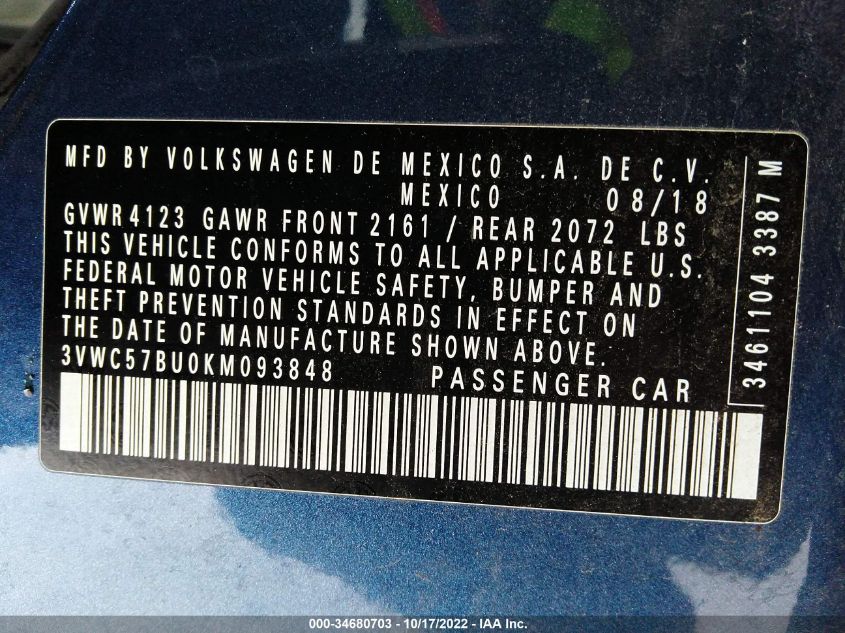 MFD BY VOLKSWAGEN DE MEXICO S.A. DE C.V.
MEXICO 08/18
GVWR 4123 GAWR FRONT 2161 / REAR 2072 LBS
THIS VEHICLE CONFORMS TO ALL APPLICABLE U.S.
FEDERAL MOTOR VEHICLE SAFETY, BUMPER AND
THEFT PREVENTION STANDARDS IN EFFECT ON
THE DATE OF MANUFACTURE SHOWN ABOVE.
3VWC57BU0KM093848 PASSENGER CAR
3461104 3387 M
000-34680703 - 10/17/2022 - IAA Inc.